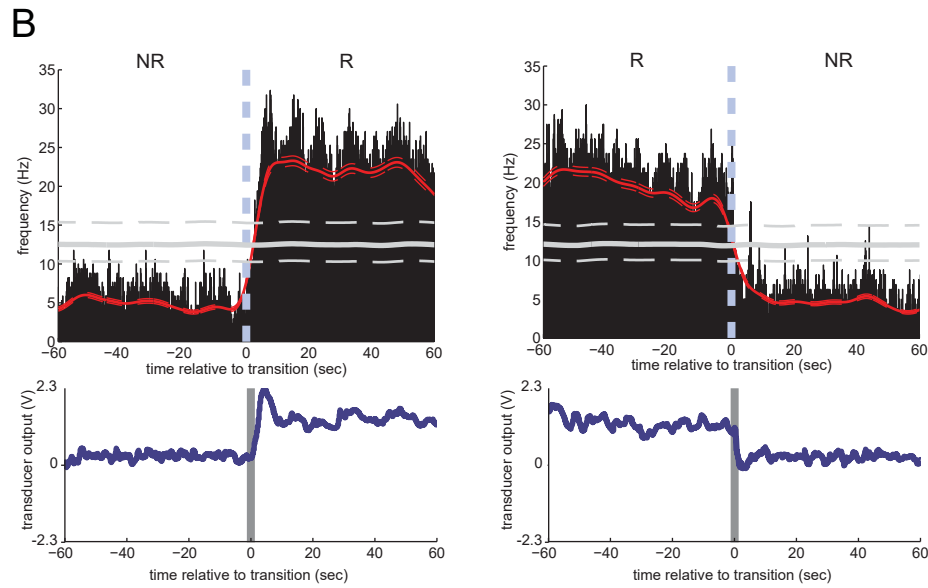 B
NR R
R NR
frequency (Hz)
35
30
25
20
15
10
5
0
−60 −40 −20 0 20 40 60
time relative to transition (sec)
frequency (Hz)
35
30
25
20
15
10
5
0
−60 −40 −20 0 20 40 60
time relative to transition (sec)
transducer output (V)
2.3
0
−2.3
−60 −40 −20 0 20 40 60
time relative to transition (sec)
transducer output (V)
2.3
0
−2.3
−60 −40 −20 0 20 40 60
time relative to transition (sec)